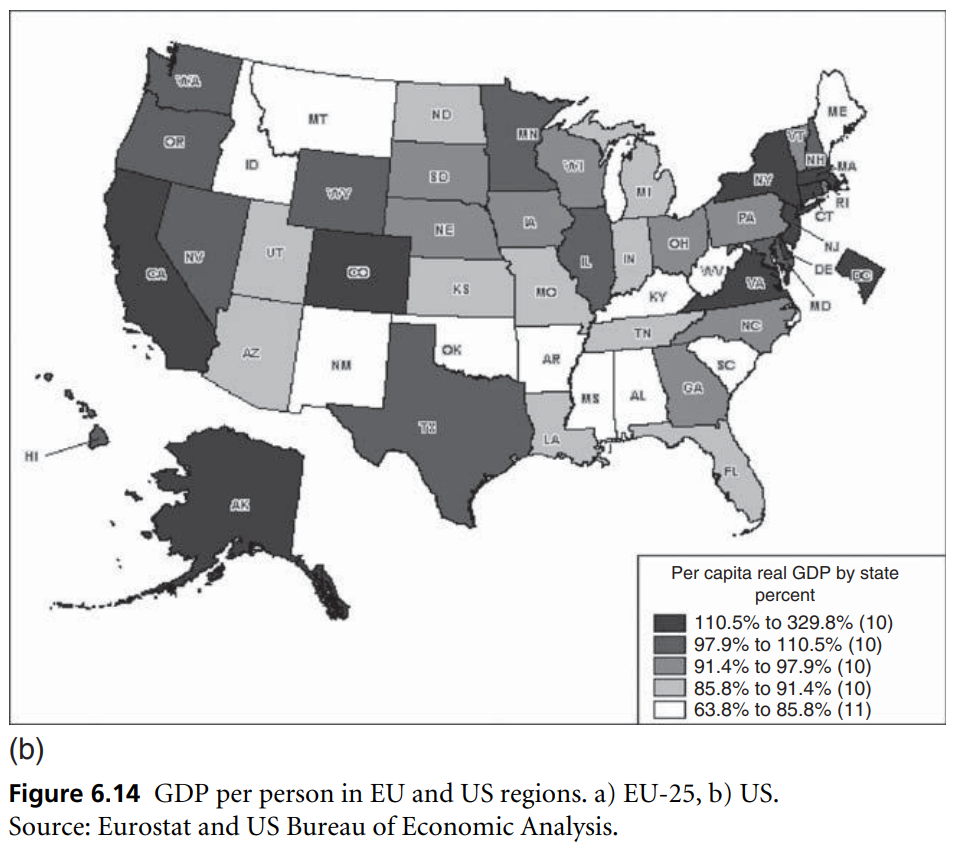 WA
MT
ND
MN
ME
VT
NH
MA
OR
ID
SD
WI
MI
NY
RI
CT
WY
NE
IA
PA
NJ
CA
NV
UT
CO
IL
IN
OH
DE
DC
KS
MO
WV
VA
MD
KY
AZ
NM
OK
AR
TN
NC
SC
TX
LA
MS
AL
GA
FL
HI
AK
Per capita real GDP by state
percent
110.5% to 329.8% (10)
97.9% to 110.5% (10)
91.4% to 97.9% (10)
85.8% to 91.4% (10)
63.8% to 85.8% (11)
(b)
Figure 6.14 GDP per person in EU and US regions. a) EU-25, b) US.
Source: Eurostat and US Bureau of Economic Analysis.